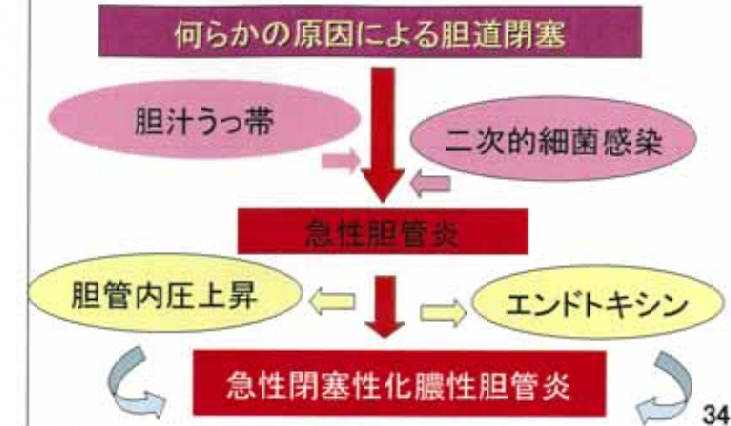 何らかの原因による胆道閉塞
胆汁うっ帯
二次的細菌感染
急性胆管炎
胆管内圧上昇
エンドトキシン
急性閉塞性化膿性胆管炎
34